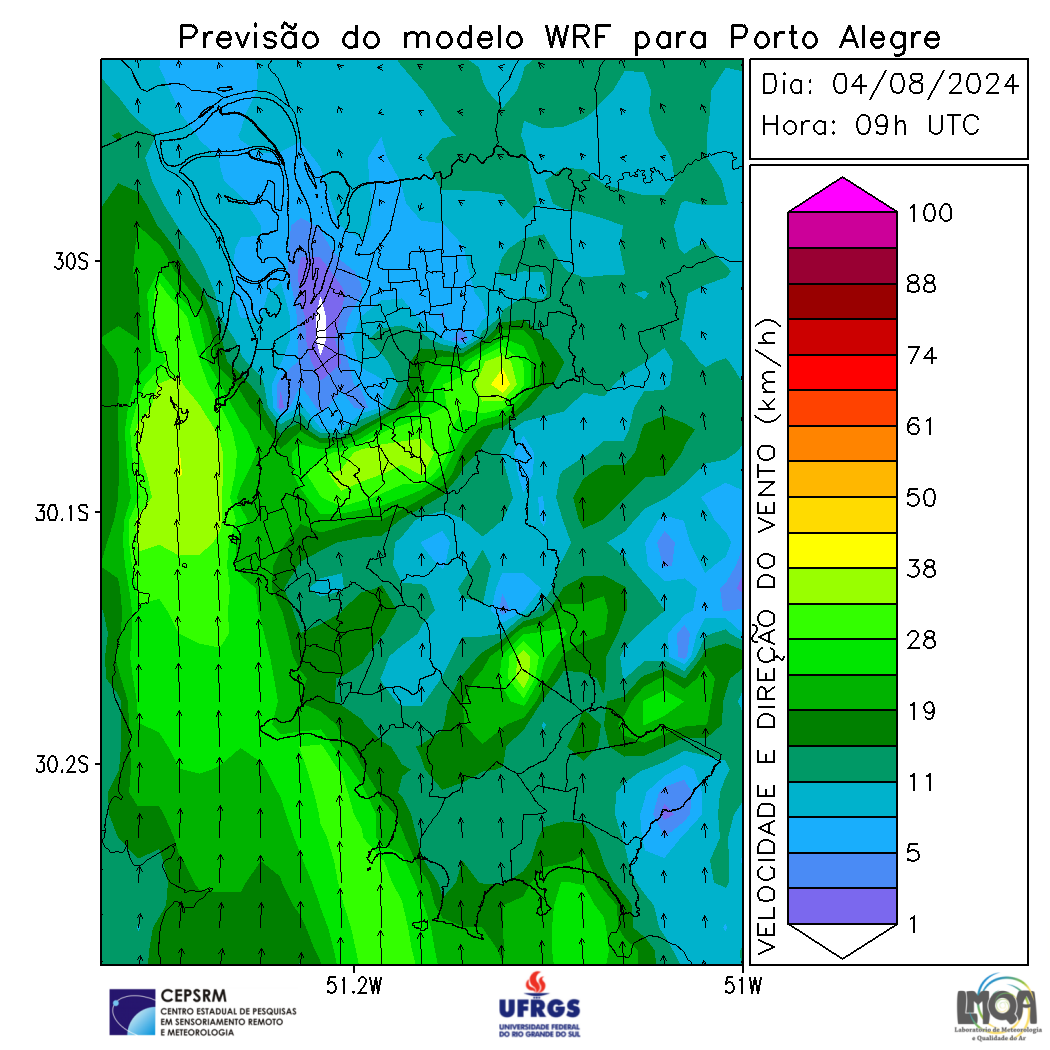 Previsão do modelo WRF para Porto Alegre
Dia: 04/08/2024
Hora: 09h UTC
30S
30.1S
30.2S
51.2W
51W
VELOCIDADE E DIREÇÃO DO VENTO (km/h)
100
88
74
61
50
38
28
19
11
5
1
CEPSRM
CENTRO ESTADUAL DE PESQUISAS
EM SENSORIAMENTO REMOTO
E METEOROLOGIA
UFRGS
UNIVERSIDADE FEDERAL
DO RIO GRANDE DO SUL
LMQA
Laboratório de Meteorologia
e Qualidade do Ar